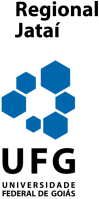 Regional
Jataí
UFG
UNIVERSIDADE
FEDERAL DE GOIÁS